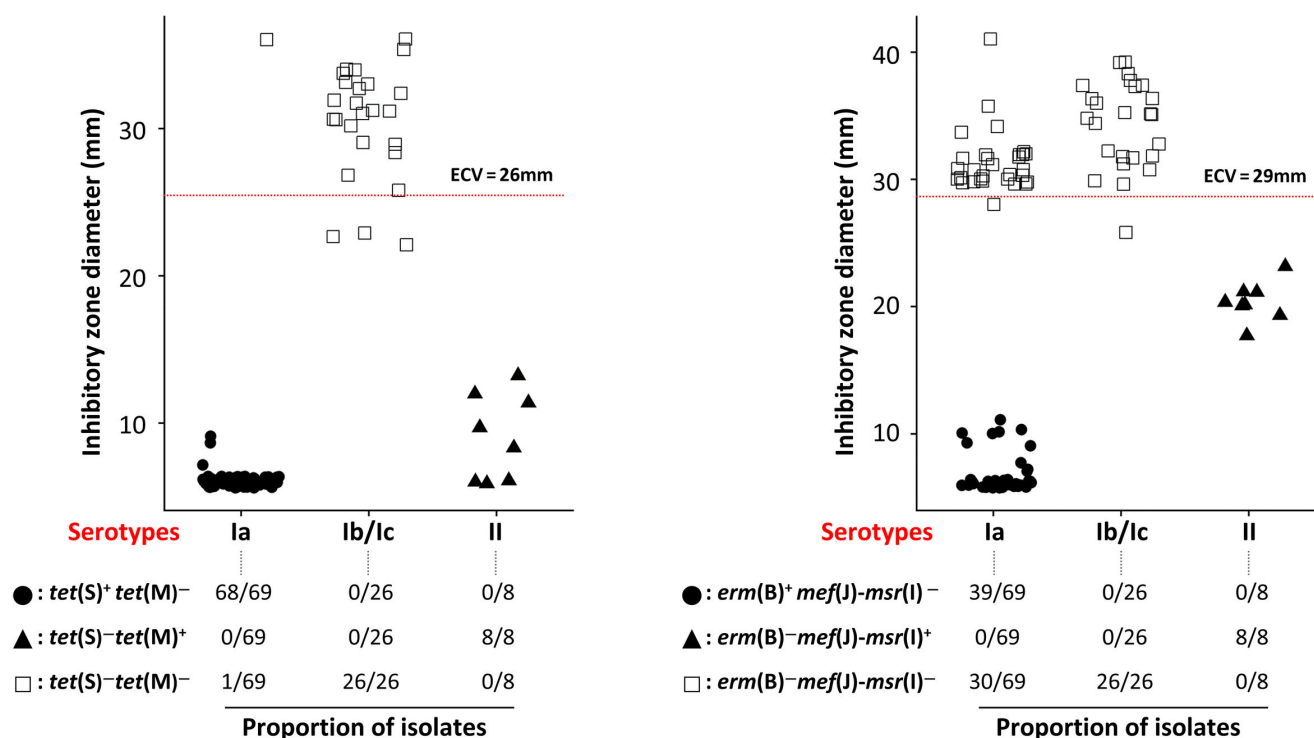 Inhibitory zone diameter (mm)
30
20
10
ECV = 26mm
Serotypes Ia Ib/Ic II
: tet(S)⁺ tet(M)⁻ 68/69 0/26 0/8
: tet(S)⁻tet(M)⁺ 0/69 0/26 8/8
: tet(S)⁻tet(M)⁻ 1/69 26/26 0/8
Proportion of isolates
Inhibitory zone diameter (mm)
40
30
20
10
ECV = 29mm
Serotypes Ia Ib/Ic II
: erm(B)⁺ mef(J)-msr(I) ⁻ 39/69 0/26 0/8
: erm(B)⁻mef(J)-msr(I)⁺ 0/69 0/26 8/8
: erm(B)⁻mef(J)-msr(I)⁻ 30/69 26/26 0/8
Proportion of isolates